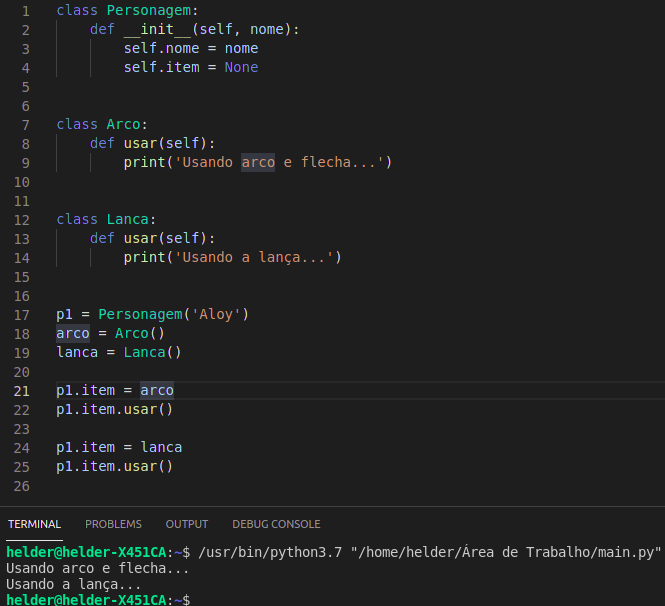 1 class Personagem:
2     def __init__(self, nome):
3         self.nome = nome
4         self.item = None
5
6
7 class Arco:
8     def usar(self):
9         print('Usando arco e flecha...')
10
11
12 class Lanca:
13     def usar(self):
14         print('Usando a lança...')
15
16
17 p1 = Personagem('Aloy')
18 arco = Arco()
19 lanca = Lanca()
20
21 p1.item = arco
22 p1.item.usar()
23
24 p1.item = lanca
25 p1.item.usar()
26
TERMINAL PROBLEMS OUTPUT DEBUG CONSOLE
helder@helder-X451CA:~$ /usr/bin/python3.7 "/home/helder/Área de Trabalho/main.py"
Usando arco e flecha...
Usando a lança...
helder@helder-X451CA:~$